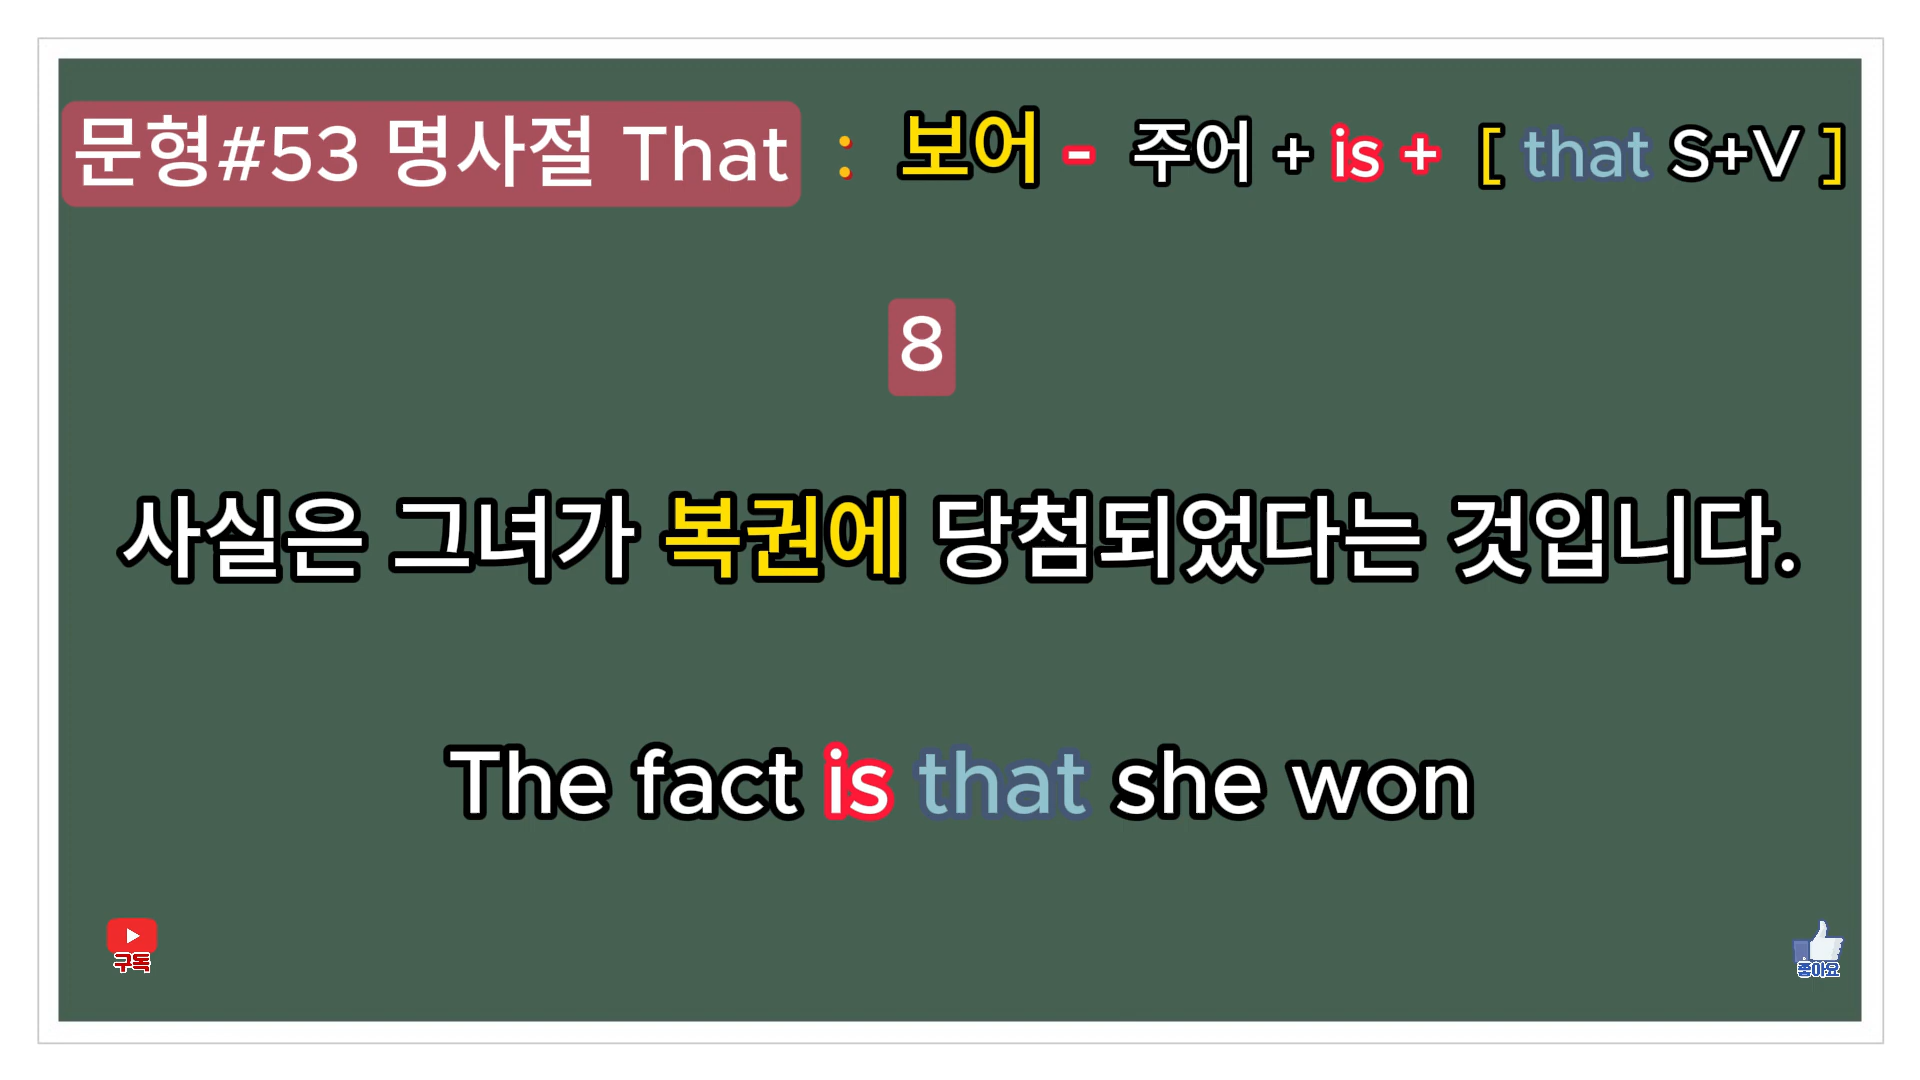 문형#53 명사절 That : 보어 - 주어 + is + [ that S+V ]
8
사실은 그녀가 복권에 당첨되었다는 것입니다.
The fact is that she won
구독
좋아요